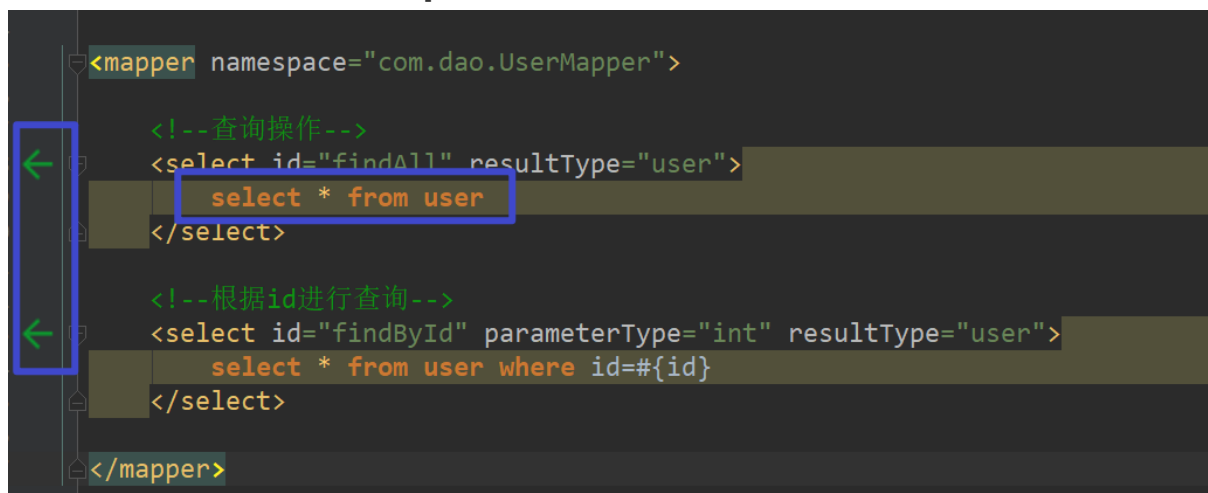 <mapper namespace="com.dao.UserMapper">
<!--查询操作-->
<select id="findAll" resultType="user">
select * from user
</select>
<!--根据id进行查询-->
<select id="findById" parameterType="int" resultType="user">
select * from user where id=#{id}
</select>
</mapper>